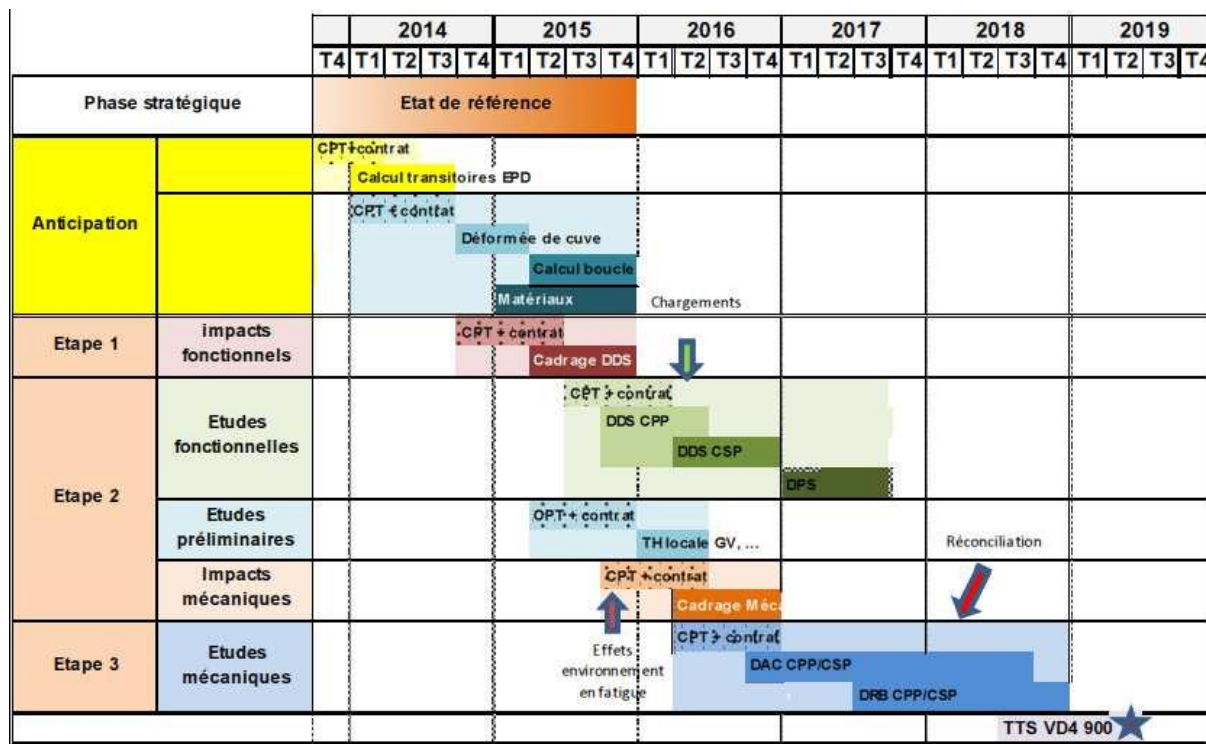 2014 2015 2016 2017 2018 2019
T4 T1 T2 T3 T4 T1 T2 T3 T4 T1 T2 T3 T4 T1 T2 T3 T4 T1 T2 T3 T4 T1 T2 T3 T4
Phase stratégique
Etat de référence
Anticipation
CPT+contrat
Calcul transitoires EPD
CPT + contrat
Déformée de cuve
Calcul boucle
Matériaux
Chargements
Etape 1
impacts
fonctionnels
CPT + contrat
Cadrage DDS
Etape 2
Etudes
fonctionnelles
CPT + contrat
DDS CPP
DDS CSP
DPS
Etudes
préliminaires
CPT + contrat
TH locale GV, ...
Réconciliation
Impacts
mécaniques
CPT + contrat
Cadrage Méca
Etape 3
Etudes
mécaniques
Effets
environnement
en fatigue
CPT + contrat
DAC CPP/CSP
DRB CPP/CSP
TTS VD4 900